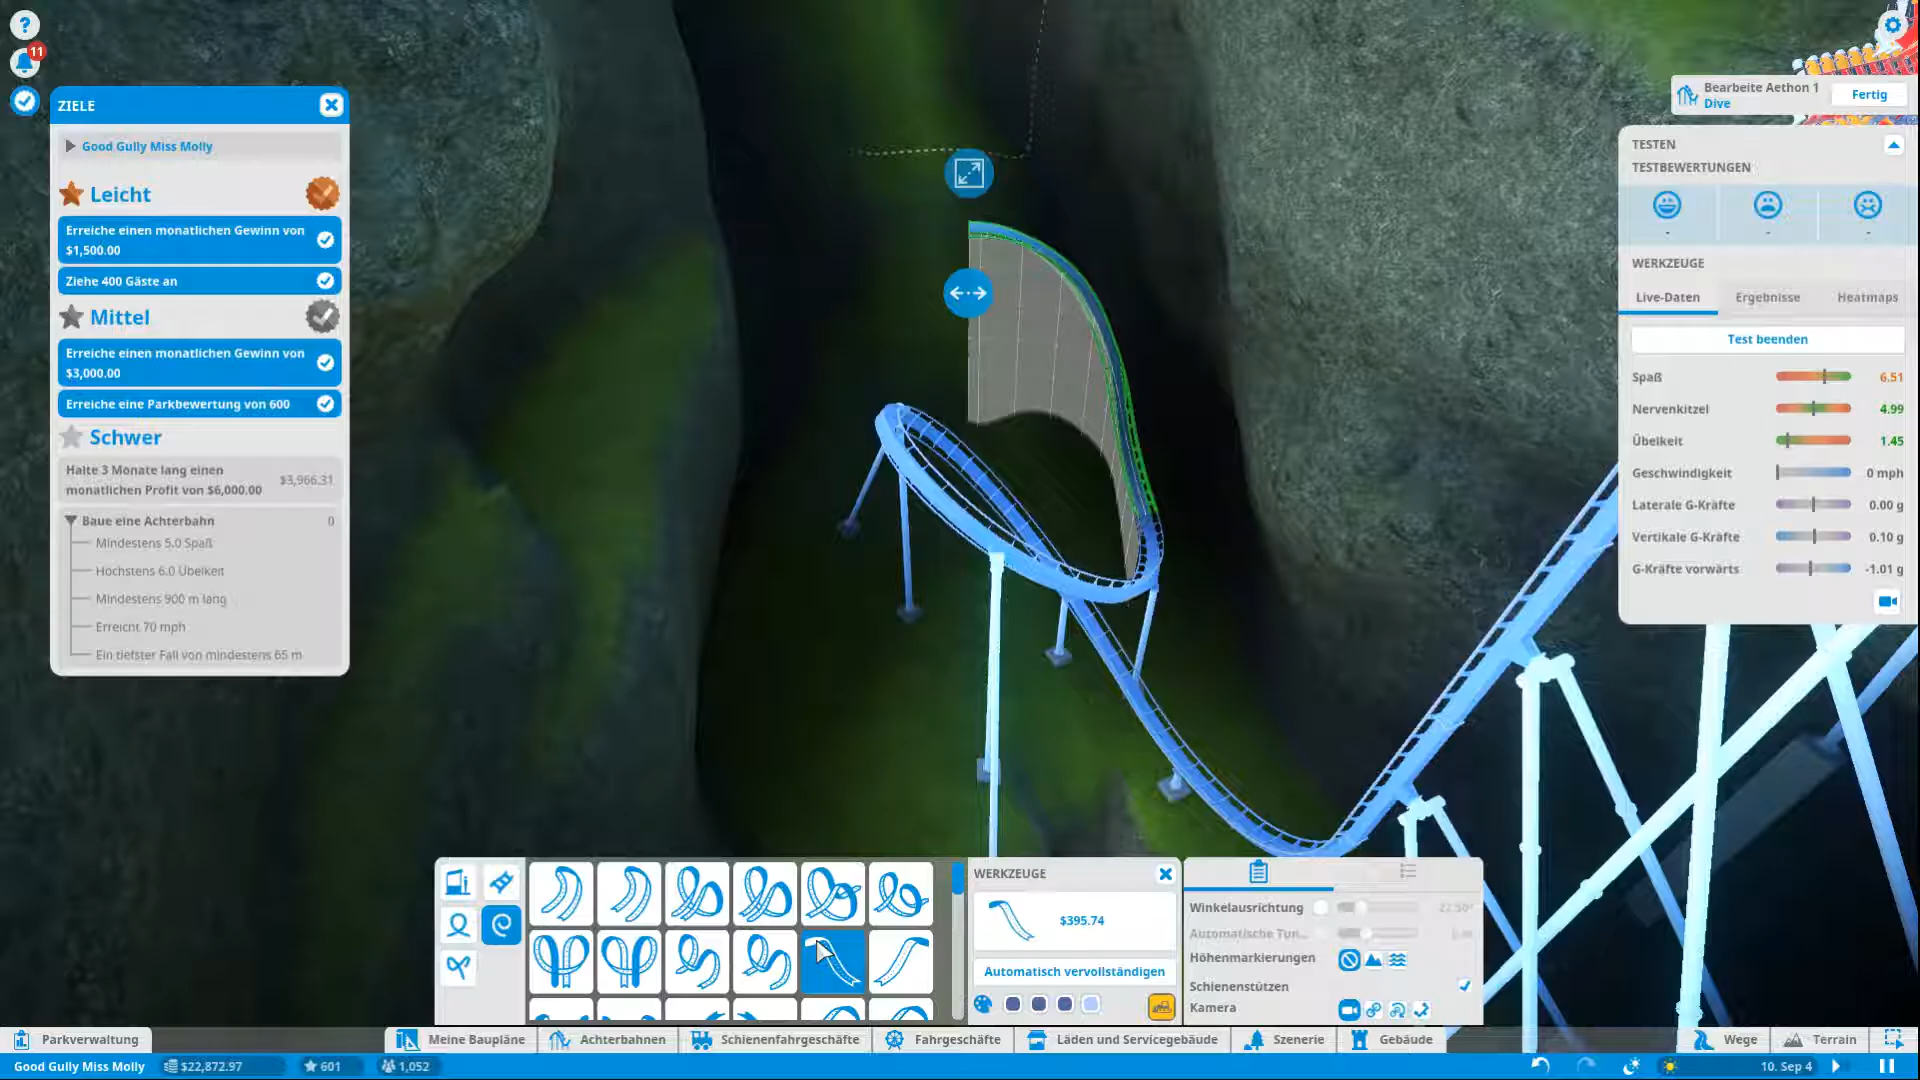 11
ZIELE
Good Gully Miss Molly
Leicht
Erreiche einen monatlichen Gewinn von
$1,500.00
Ziehe 400 Gäste an
Mittel
Erreiche einen monatlichen Gewinn von
$3,000.00
Erreiche eine Parkbewertung von 600
Schwer
Halte 3 Monate lang einen
monatlichen Profit von $6,000.00
$3,966.31
Baue eine Achterbahn 0
Mindestens 5.0 Spaß
Höchstens 6.0 Übelkeit
Mindestens 900 m lang
Erreicht 70 mph
Ein tiefster Fall von mindestens 65 m
Bearbeite Aethon 1
Dive
Fertig
TESTEN
TESTBEWERTUNGEN
- - -
WERKZEUGE
Live-Daten Ergebnisse Heatmaps
Test beenden
Spaß 6.51
Nervenkitzel 4.99
Übelkeit 1.45
Geschwindigkeit 0 mph
Laterale G-Kräfte 0.00 g
Vertikale G-Kräfte 0.10 g
G-Kräfte vorwärts -1.01 g
WERKZEUGE
$395.74
Automatisch vervollständigen
Winkelausrichtung 22.50°
Automatische Tun...
Höhenmarkierungen
Schienenstützen
Kamera
Parkverwaltung
Meine Baupläne
Achterbahnen
Schienenfahrgeschäfte
Fahrgeschäfte
Läden und Servicegebäude
Szenerie
Gebäude
Wege
Terrain
Good Gully Miss Molly
$22,872.97
601
1,052
10. Sep 4